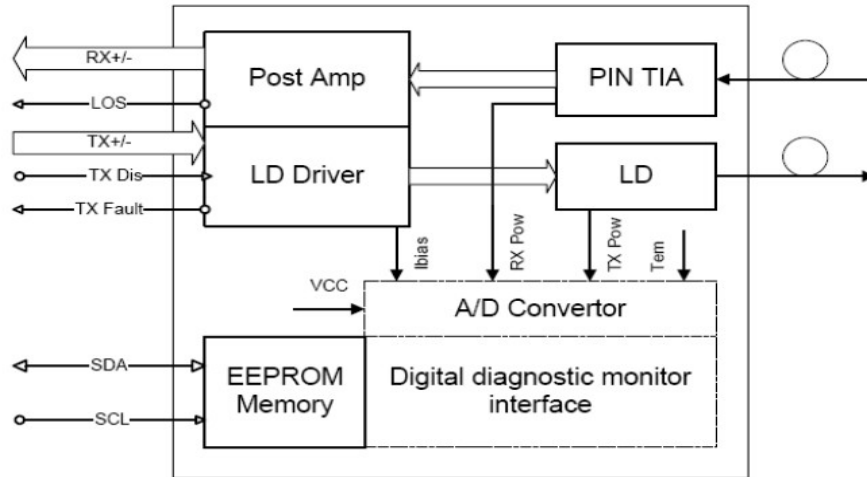 RX+/-
Post Amp
PIN TIA
LOS
TX+/-
LD Driver
LD
TX Dis
TX Fault
Ibias
RX Pow
TX Pow
Tem
VCC
A/D Convertor
SDA
EEPROM
Memory
Digital diagnostic monitor
interface
SCL